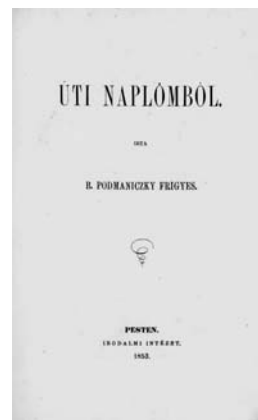 ÚTI NAPLÓMBÓL.
IRTA
B. PODMANICZKY FRIGYES.
PESTEN.
IRODALMI INTÉZET.
1853.